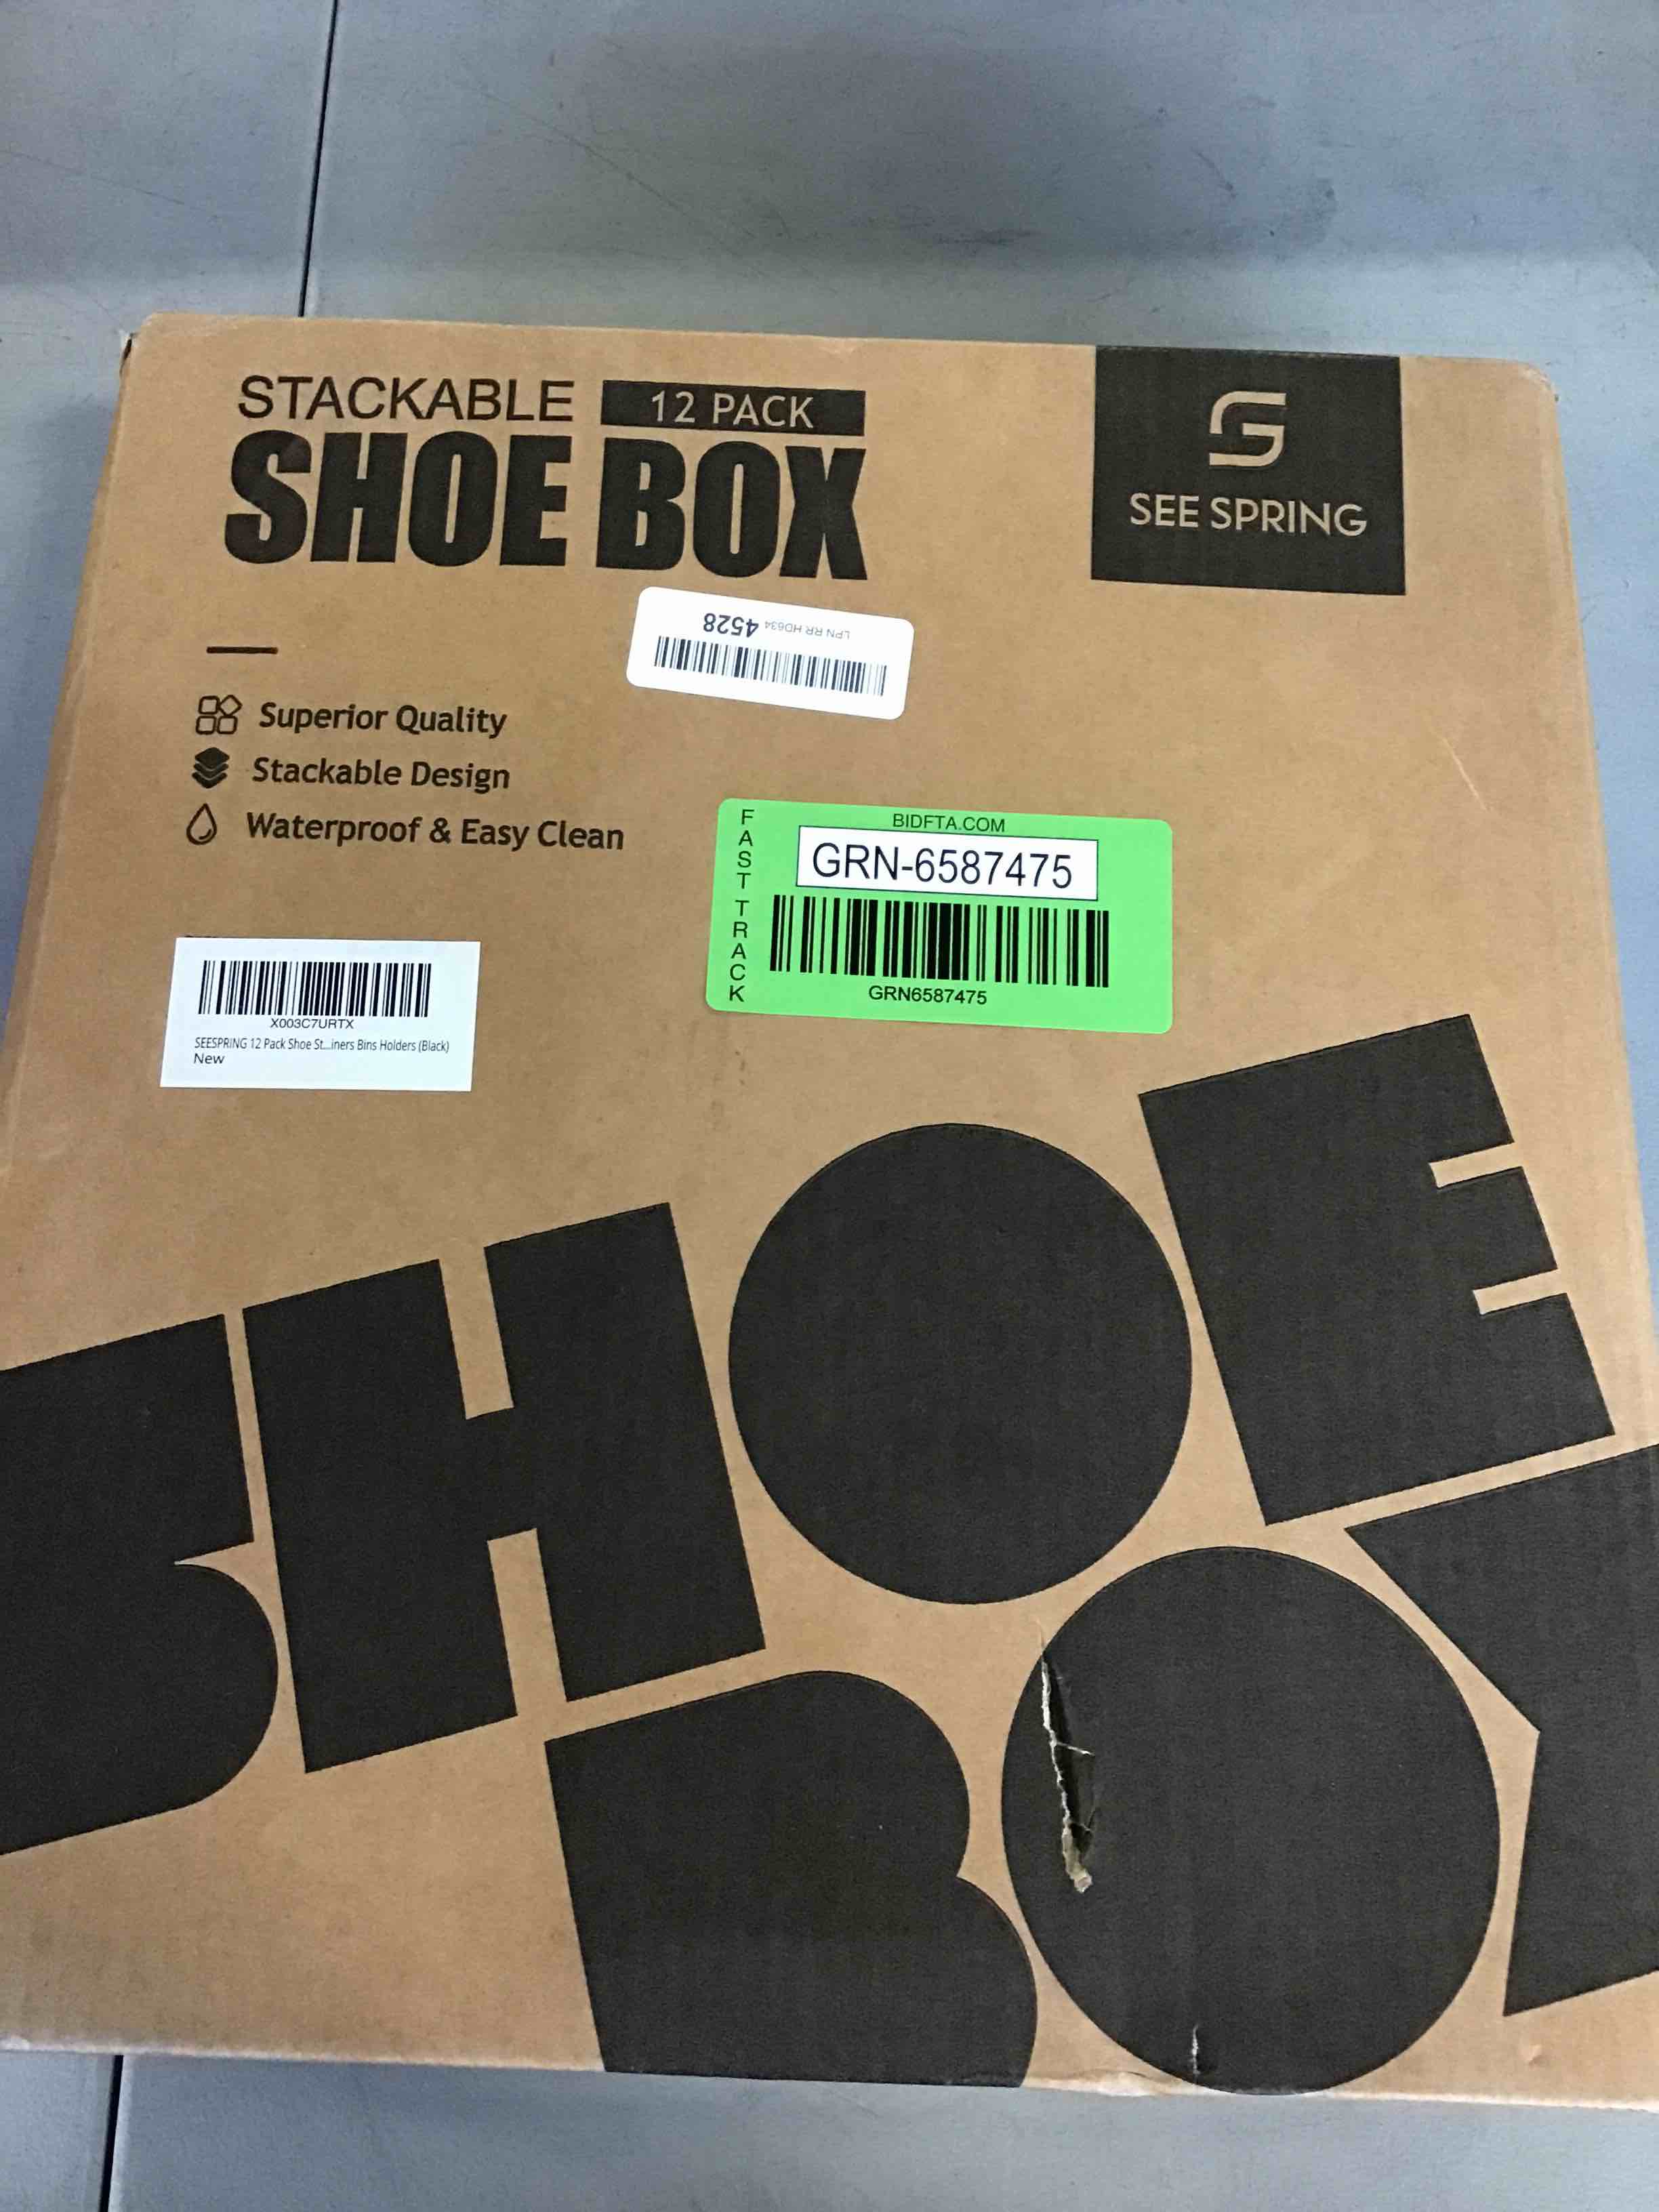 STACKABLE 12 PACK
SHOE BOX
SEE SPRING
LPN RR HD634 4528
Superior Quality
Stackable Design
Waterproof & Easy Clean
FAST TRACK
BIDFTA.COM
GRN-6587475
GRN6587475
X003C7URTX
SEESPRING 12 Pack Shoe St...iners Bins Holders (Black)
New
SHOE
BOX